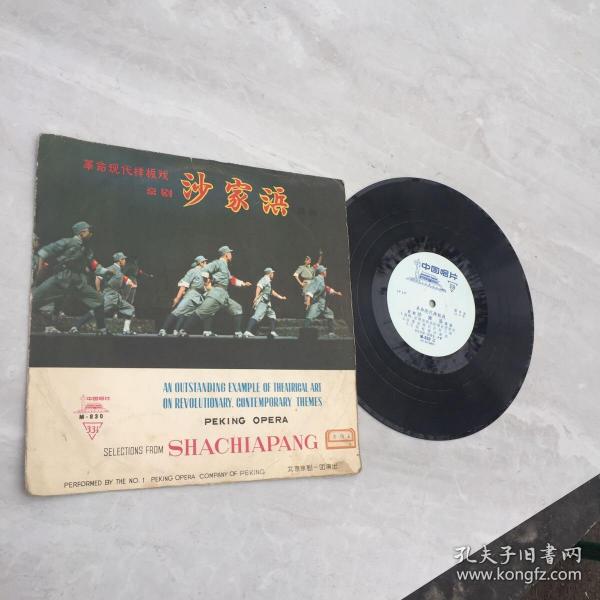 革命现代样板戏
京剧 沙家浜
AN OUTSTANDING EXAMPLE OF THEATRICAL ART
ON REVOLUTIONARY, CONTEMPORARY THEMES
PEKING OPERA
SELECTIONS FROM SHACHIAPANG
中国唱片
M-830
33⅓
PERFORMED BY THE NO. 1 PEKING OPERA COMPANY OF PEKING
北京京剧一团演出
中国唱片
孔夫子旧书网
www.kongfz.com